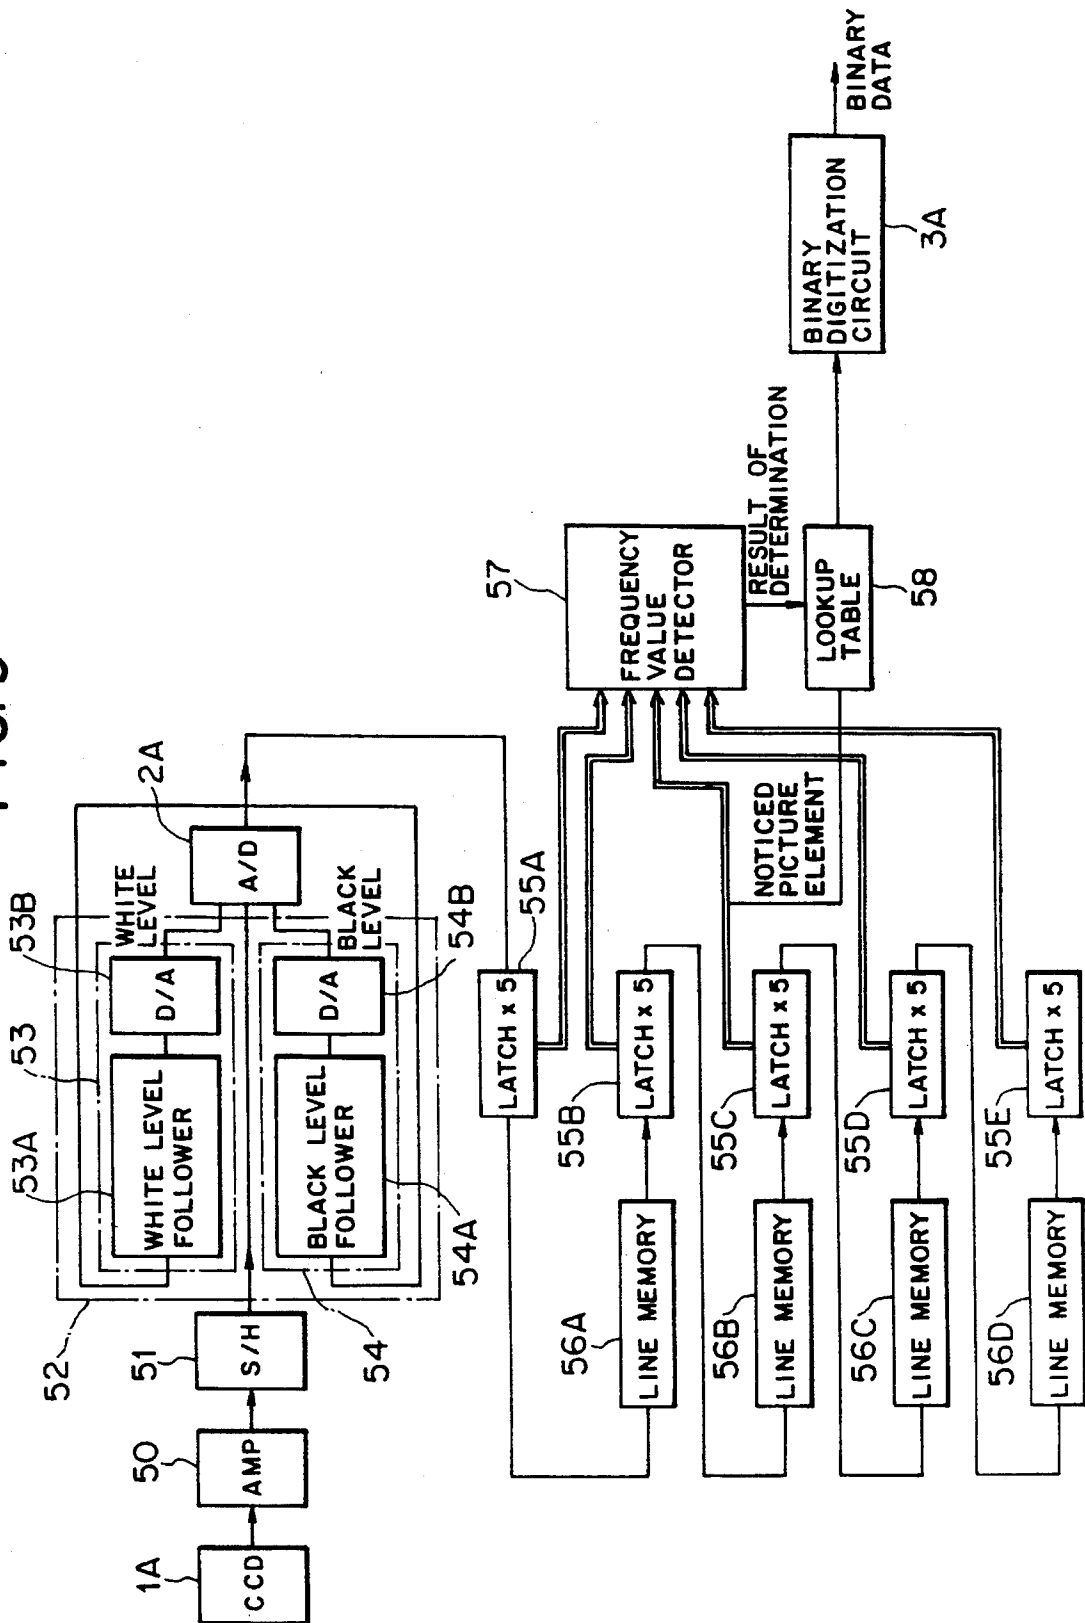 1A
CCD
50
AMP
51
S/H
52
53
53A
WHITE LEVEL
FOLLOWER
53B
D/A
WHITE
LEVEL
2A
A/D
54
54A
BLACK LEVEL
FOLLOWER
54B
D/A
BLACK
LEVEL
LATCH x 5
55A
56A
LINE MEMORY
55B
LATCH x 5
56B
LINE MEMORY
55C
LATCH x 5
56C
LINE MEMORY
55D
LATCH x 5
56D
LINE MEMORY
55E
LATCH x 5
NOTICED
PICTURE
ELEMENT
57
FREQUENCY
VALUE
DETECTOR
RESULT OF
DETERMINATION
LOOKUP
TABLE
58
BINARY
DIGITIZATION
CIRCUIT
3A
BINARY
DATA